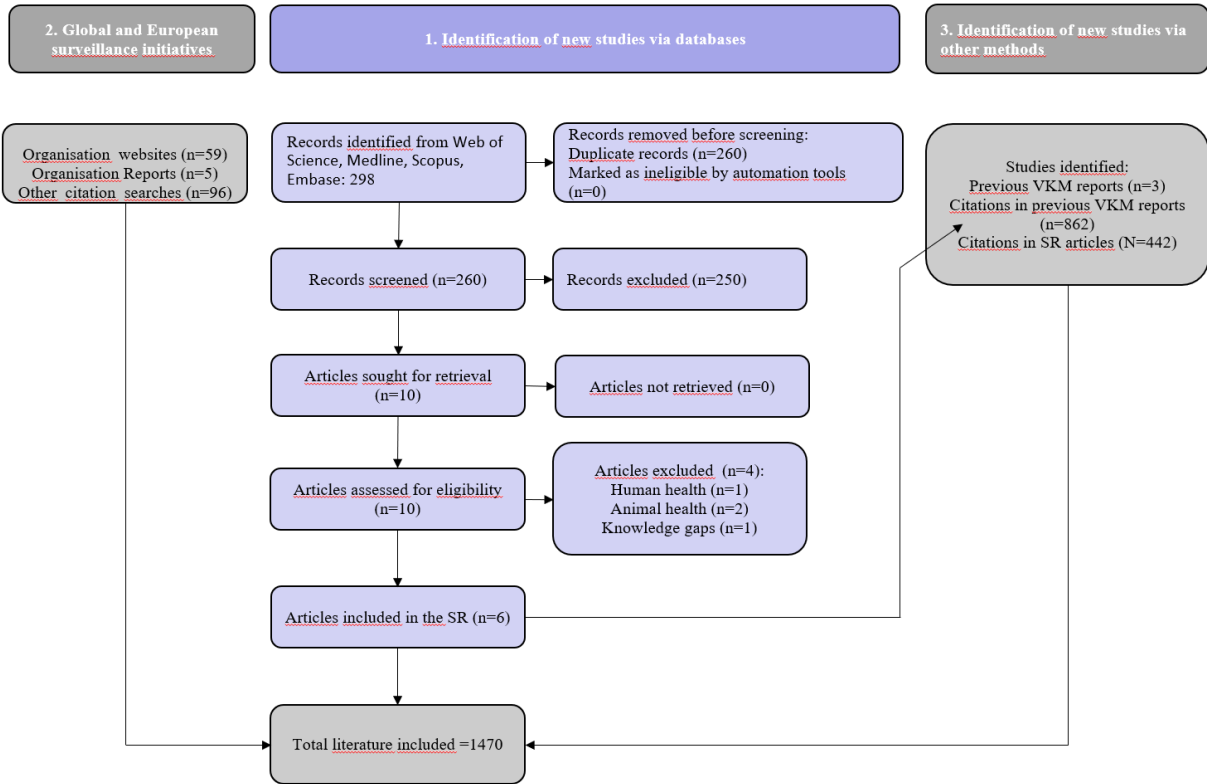 2. Global and European
surveillance initiatives
1. Identification of new studies via databases
3. Identification of new studies via
other methods
Organisation websites (n=59)
Organisation Reports (n=5)
Other citation searches (n=96)
Records identified from Web of
Science, Medline, Scopus,
Embase: 298
Records removed before screening:
Duplicate records (n=260)
Marked as ineligible by automation tools
(n=0)
Studies identified:
Previous VKM reports (n=3)
Citations in previous VKM reports
(n=862)
Citations in SR articles (N=442)
Records screened (n=260)
Records excluded (n=250)
Articles sought for retrieval
(n=10)
Articles not retrieved (n=0)
Articles assessed for eligibility
(n=10)
Articles excluded (n=4):
Human health (n=1)
Animal health (n=2)
Knowledge gaps (n=1)
Articles included in the SR (n=6)
Total literature included =1470